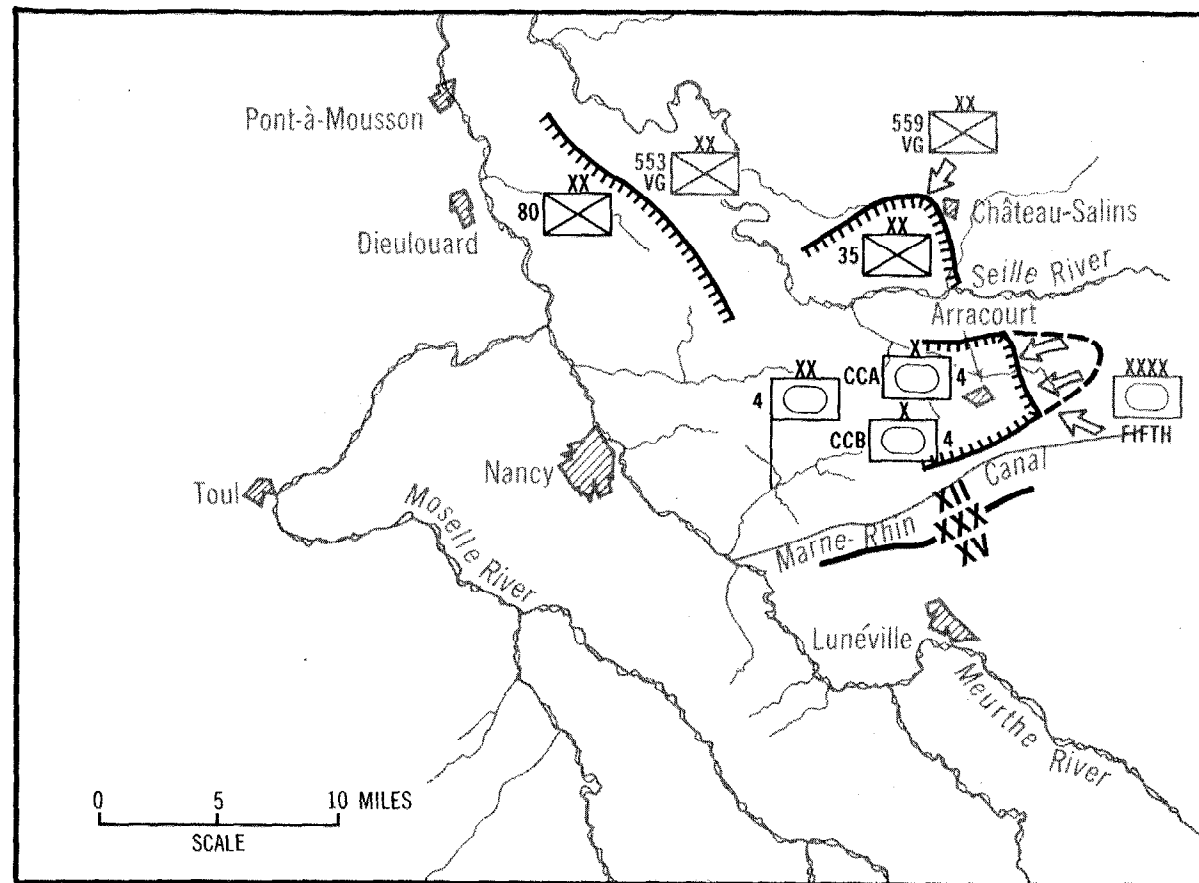 Pont-à-Mousson
XX
559
VG
XX
553
VG
XX
80
Dieulouard
Château-Salins
XX
35
Seille River
Arracourt
XX
4
X
CCA 4
X
CCB 4
XXXX
FIFTH
Nancy
Toul
Moselle River
Marne-Rhin Canal
XII
XXX
XV
Lunéville
Meurthe River
0 5 10 MILES
SCALE